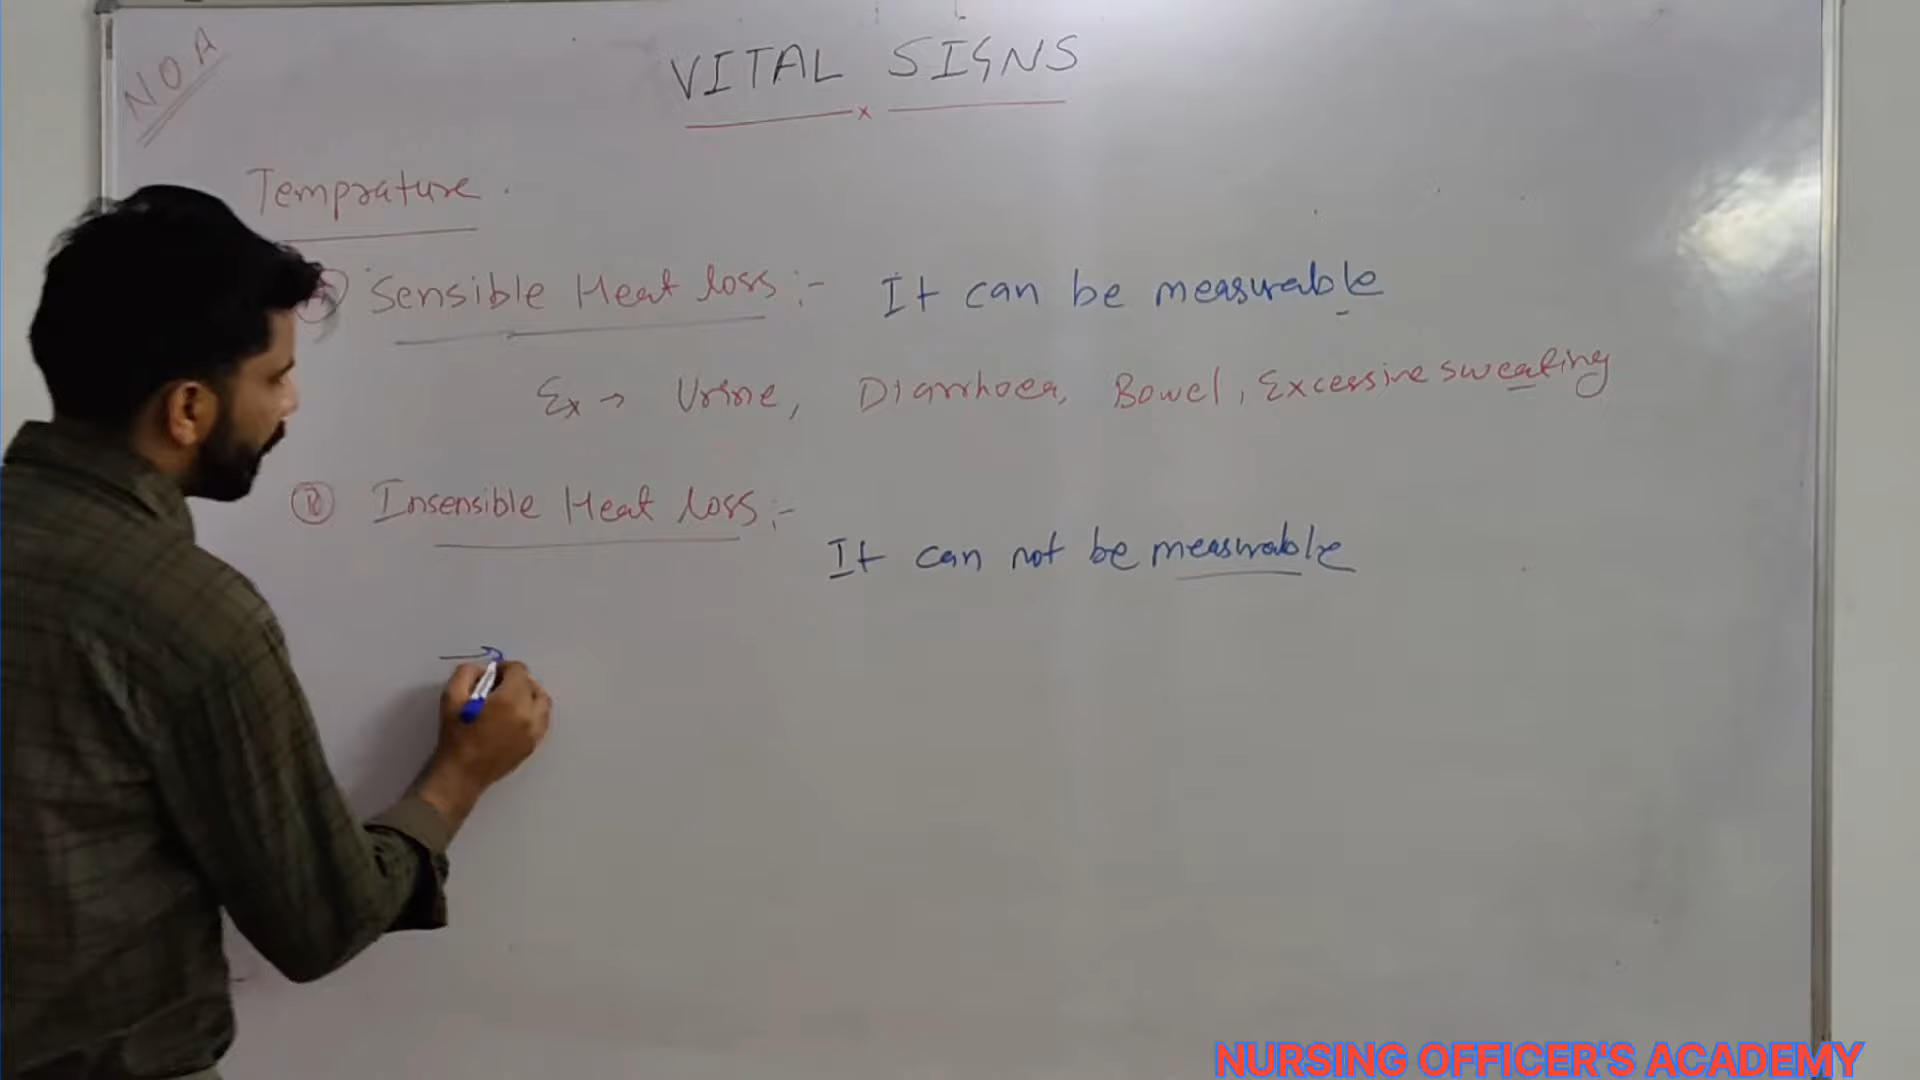 NOA
VITAL SIGNS
x
Temprature.
A Sensible Heat loss :- It can be measurable
Ex → Urine, Diarrhoea, Bowel, Excessive sweating
B Insensible Heat loss :-
It can not be measurable
→
NURSING OFFICER'S ACADEMY